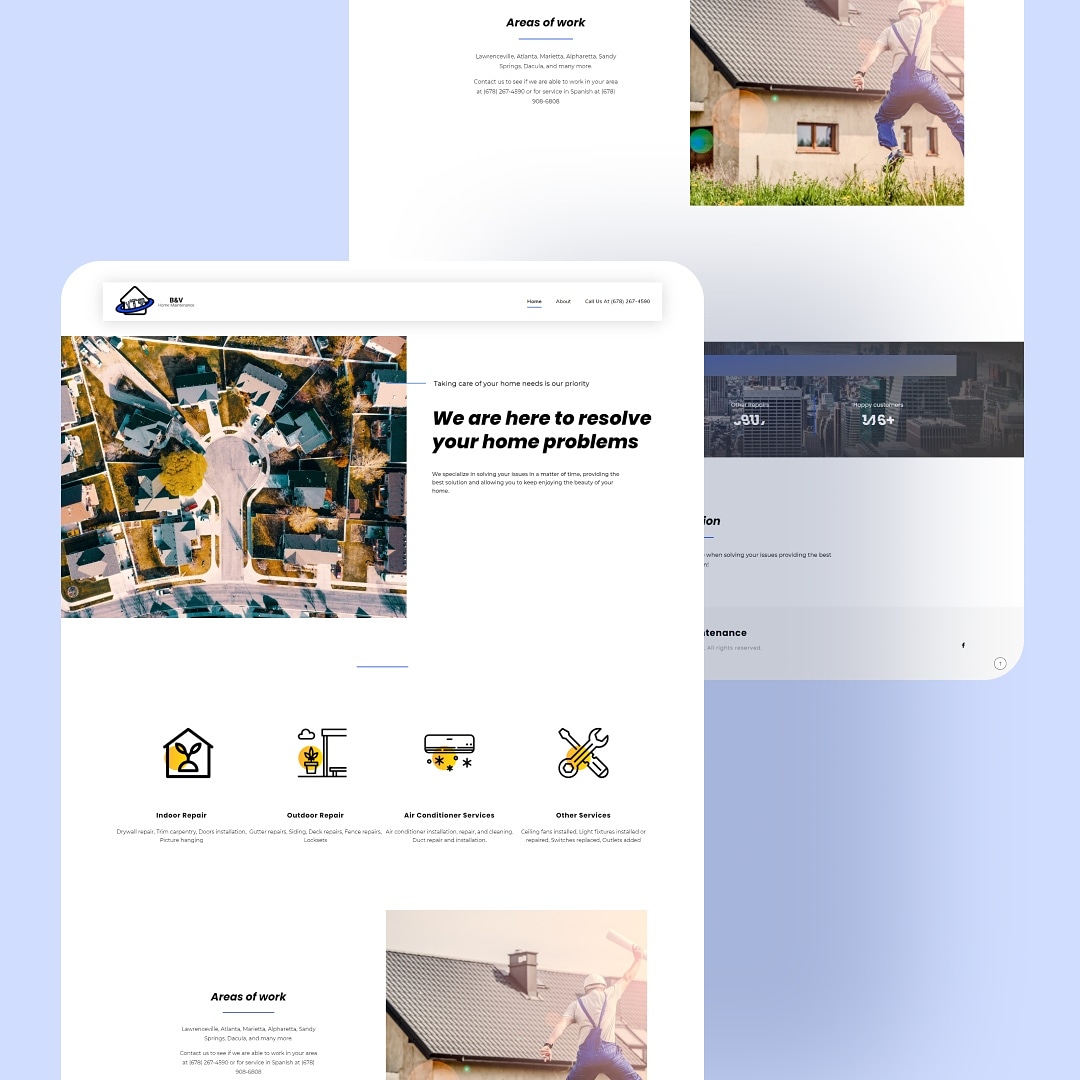 Areas of work
Lawrenceville, Atlanta, Marietta, Alpharetta, Sandy
Springs, Dacula, and many more.
Contact us to see if we are able to work in your area
at (678) 267-4590 or for service in Spanish at (678)
908-6808
B&V
Home Maintenance
Home
About
Call Us At (678) 267-4590
Taking care of your home needs is our priority
We are here to resolve
your home problems
We specialize in solving your issues in a matter of time, providing the
best solution and allowing you to keep enjoying the beauty of your
home.
Other Repairs
Happy customers
ion
when solving your issues providing the best
n!
ntenance
. All rights reserved.
Indoor Repair
Drywall repair, Trim carpentry, Doors installation,
Picture hanging
Outdoor Repair
Gutter repairs, Siding, Deck repairs, Fence repairs,
Locksets
Air Conditioner Services
Air conditioner installation, repair, and cleaning,
Duct repair and installation.
Other Services
Ceiling fans installed, Light fixtures installed or
repaired, Switches replaced, Outlets added
Areas of work
Lawrenceville, Atlanta, Marietta, Alpharetta, Sandy
Springs, Dacula, and many more.
Contact us to see if we are able to work in your area
at (678) 267-4590 or for service in Spanish at (678)
908-6808